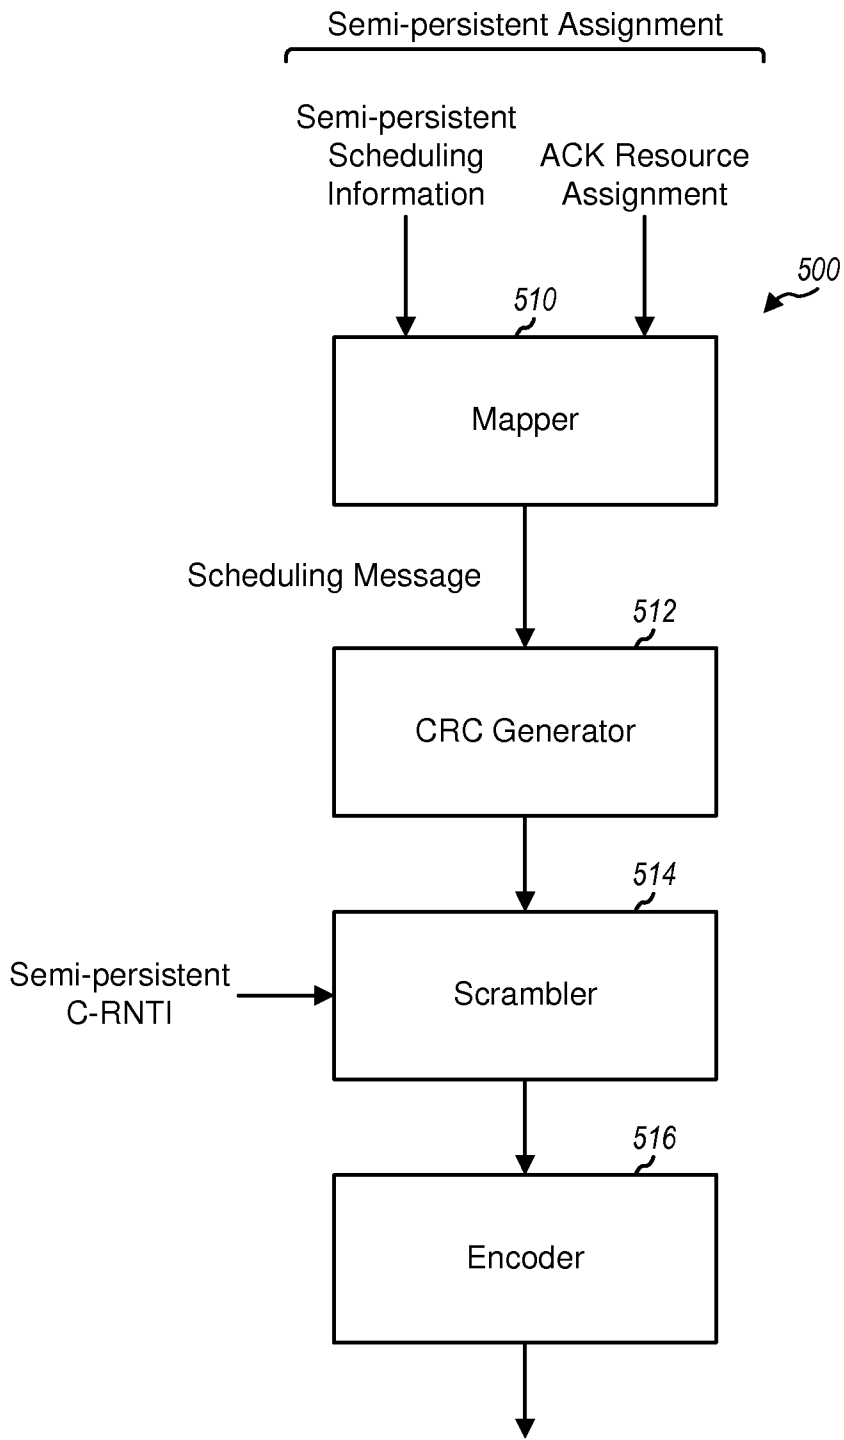 Semi-persistent Assignment
Semi-persistent
Scheduling
Information
ACK Resource
Assignment
500
510
Mapper
Scheduling Message
512
CRC Generator
514
Semi-persistent
C-RNTI
Scrambler
516
Encoder